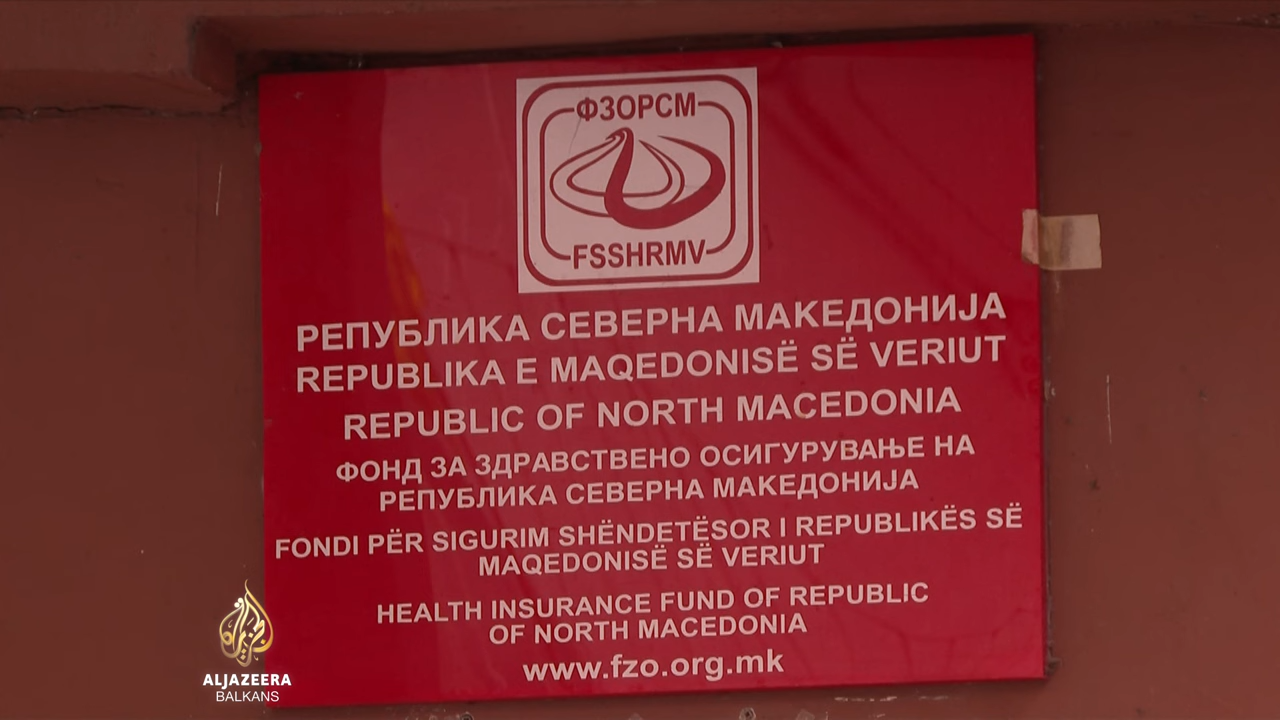 ФЗОРСМ
FSSHRMV
РЕПУБЛИКА СЕВЕРНА МАКЕДОНИЈА
REPUBLIKA E MAQEDONISË SË VERIUT
REPUBLIC OF NORTH MACEDONIA
ФОНД ЗА ЗДРАВСТВЕНО ОСИГУРУВАЊЕ НА
РЕПУБЛИКА СЕВЕРНА МАКЕДОНИЈА
FONDI PËR SIGURIM SHËNDETËSOR I REPUBLIKËS SË
MAQEDONISË SË VERIUT
HEALTH INSURANCE FUND OF REPUBLIC
OF NORTH MACEDONIA
www.fzo.org.mk
ALJAZEERA
BALKANS